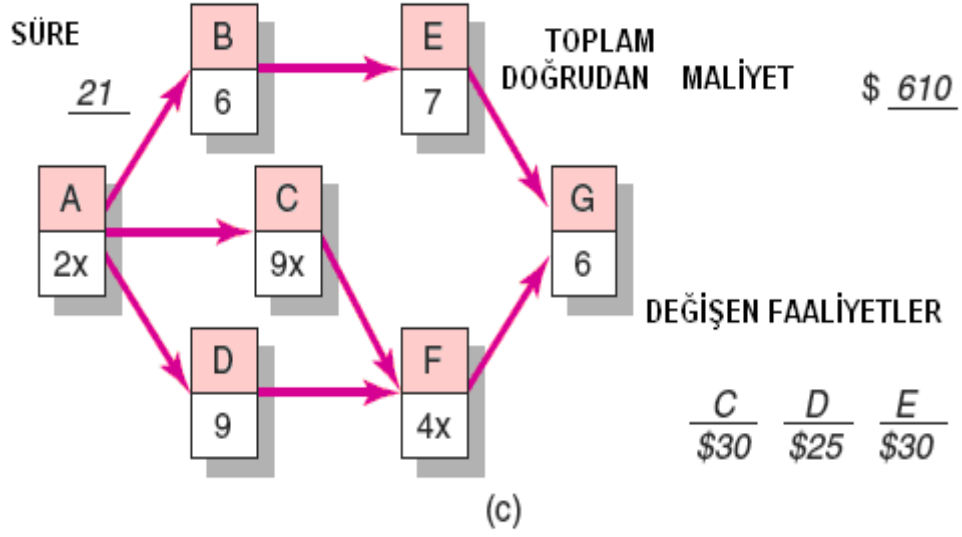 SÜRE
21
B
6
E
7
TOPLAM
DOĞRUDAN MALİYET
$ 610
A
2x
C
9x
G
6
D
9
F
4x
DEĞİŞEN FAALİYETLER
C D E
$30 $25 $30
(c)